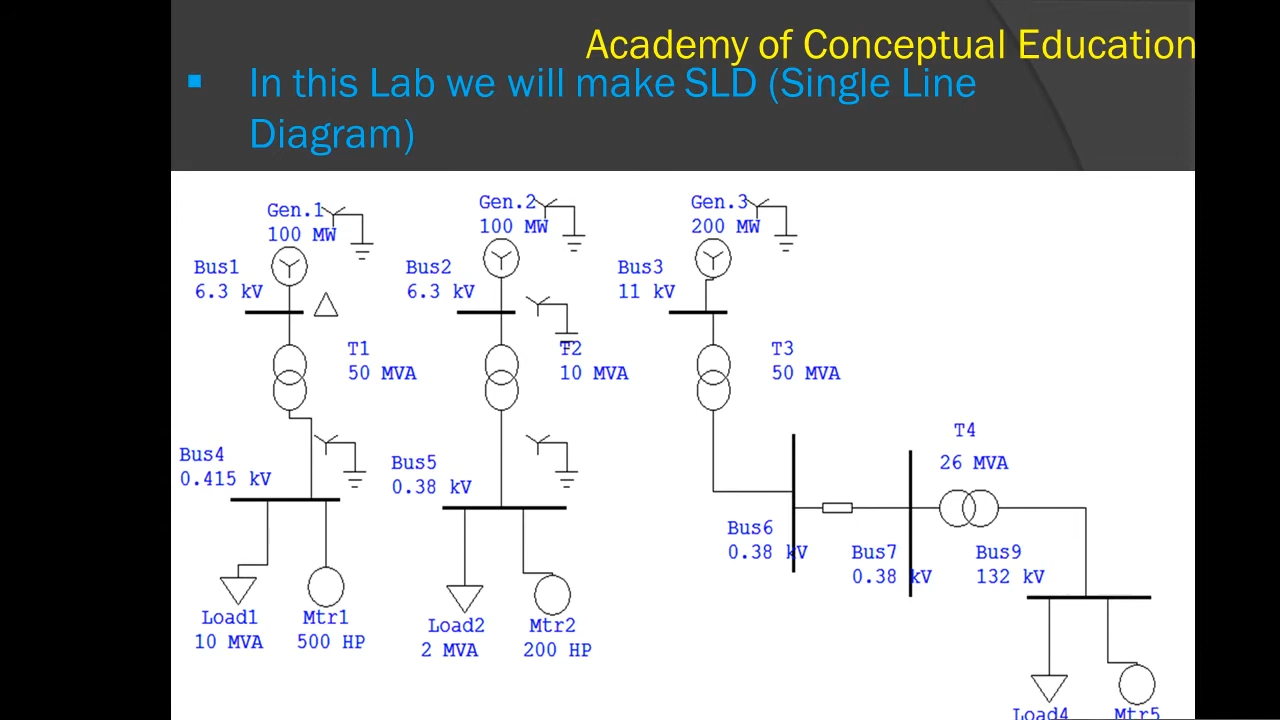 Academy of Conceptual Education
▪ In this Lab we will make SLD (Single Line
Diagram)
Gen.1
100 MW
Gen.2
100 MW
Gen.3
200 MW
Bus1
6.3 kV
Bus2
6.3 kV
Bus3
11 kV
T1
50 MVA
T2
10 MVA
T3
50 MVA
Bus4
0.415 kV
Bus5
0.38 kV
T4
26 MVA
Bus6
0.38 kV
Bus7
0.38 kV
Bus9
132 kV
Load1
10 MVA
Mtr1
500 HP
Load2
2 MVA
Mtr2
200 HP
Load4
Mtr5